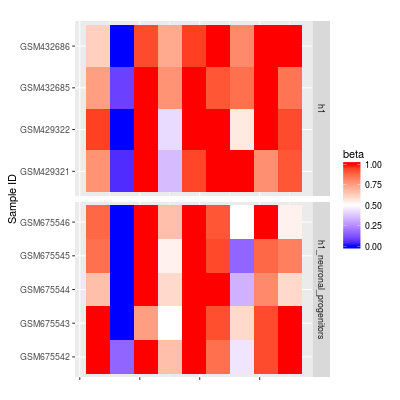 Sample ID
GSM432686
GSM432685
GSM429322
GSM429321
h1
GSM675546
GSM675545
GSM675544
GSM675543
GSM675542
h1_neuronal_progenitors
beta
1.00
0.75
0.50
0.25
0.00